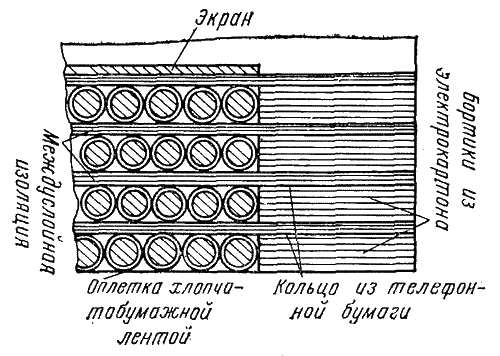 Экран
Междуслойная
изоляция
Бортики из
электрокартона
Оплетка хлопча-
табумажной
лентой
Кольцо из телефон-
ной бумаги